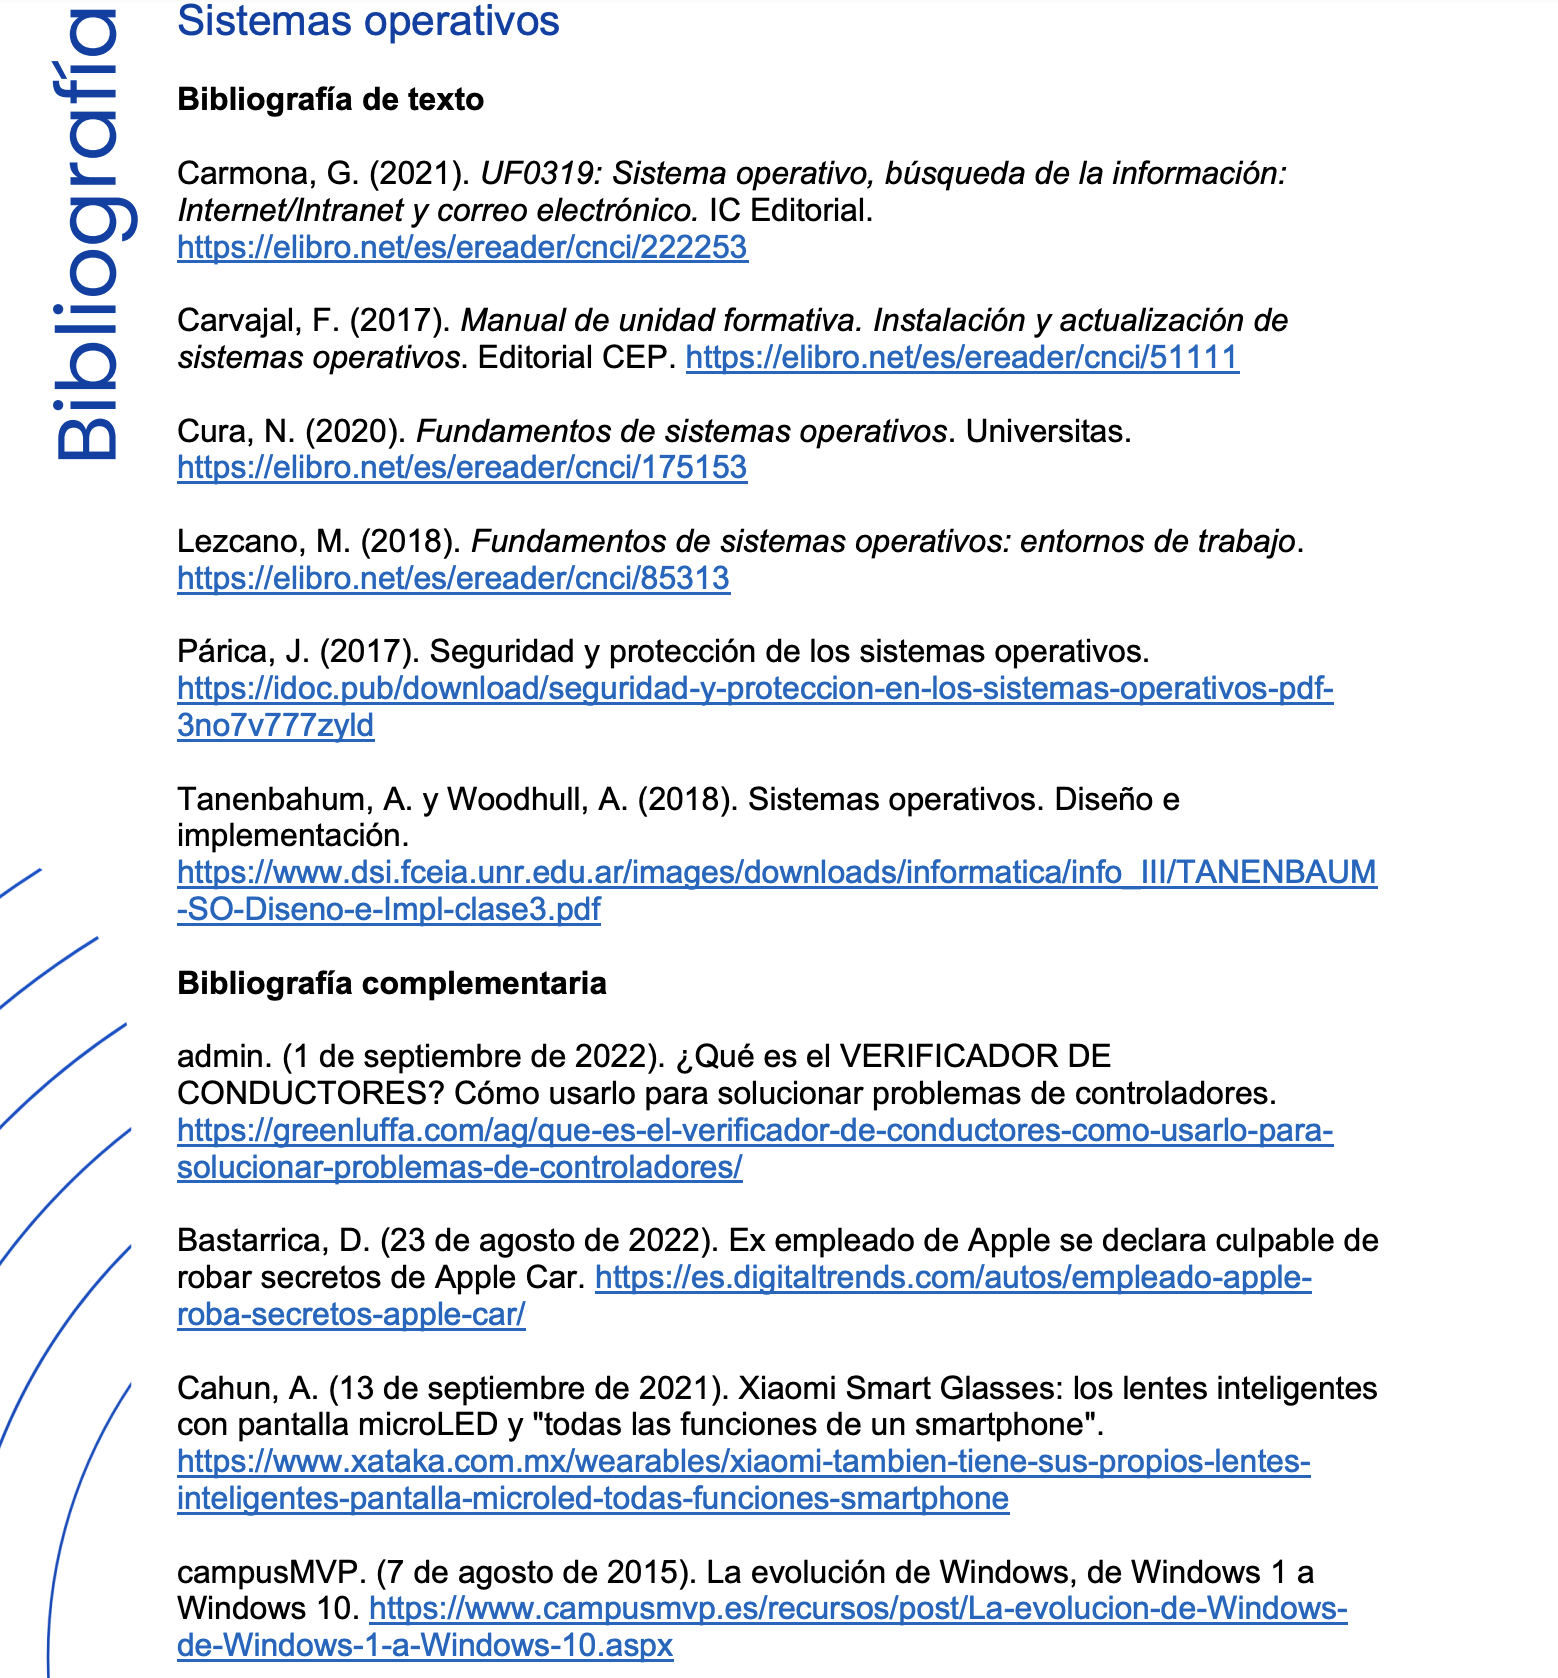 Bibliografía
Sistemas operativos
Bibliografía de texto
Carmona, G. (2021). UF0319: Sistema operativo, búsqueda de la información:
Internet/Intranet y correo electrónico. IC Editorial.
https://elibro.net/es/ereader/cnci/222253
Carvajal, F. (2017). Manual de unidad formativa. Instalación y actualización de
sistemas operativos. Editorial CEP. https://elibro.net/es/ereader/cnci/51111
Cura, N. (2020). Fundamentos de sistemas operativos. Universitas.
https://elibro.net/es/ereader/cnci/175153
Lezcano, M. (2018). Fundamentos de sistemas operativos: entornos de trabajo.
https://elibro.net/es/ereader/cnci/85313
Párica, J. (2017). Seguridad y protección de los sistemas operativos.
https://idoc.pub/download/seguridad-y-proteccion-en-los-sistemas-operativos-pdf-
3no7v777zyld
Tanenbahum, A. y Woodhull, A. (2018). Sistemas operativos. Diseño e
implementación.
https://www.dsi.fceia.unr.edu.ar/images/downloads/informatica/info_III/TANENBAUM
-SO-Diseno-e-Impl-clase3.pdf
Bibliografía complementaria
admin. (1 de septiembre de 2022). ¿Qué es el VERIFICADOR DE
CONDUCTORES? Cómo usarlo para solucionar problemas de controladores.
https://greenluffa.com/ag/que-es-el-verificador-de-conductores-como-usarlo-para-
solucionar-problemas-de-controladores/
Bastarrica, D. (23 de agosto de 2022). Ex empleado de Apple se declara culpable de
robar secretos de Apple Car. https://es.digitaltrends.com/autos/empleado-apple-
roba-secretos-apple-car/
Cahun, A. (13 de septiembre de 2021). Xiaomi Smart Glasses: los lentes inteligentes
con pantalla microLED y "todas las funciones de un smartphone".
https://www.xataka.com.mx/wearables/xiaomi-tambien-tiene-sus-propios-lentes-
inteligentes-pantalla-microled-todas-funciones-smartphone
campusMVP. (7 de agosto de 2015). La evolución de Windows, de Windows 1 a
Windows 10. https://www.campusmvp.es/recursos/post/La-evolucion-de-Windows-
de-Windows-1-a-Windows-10.aspx